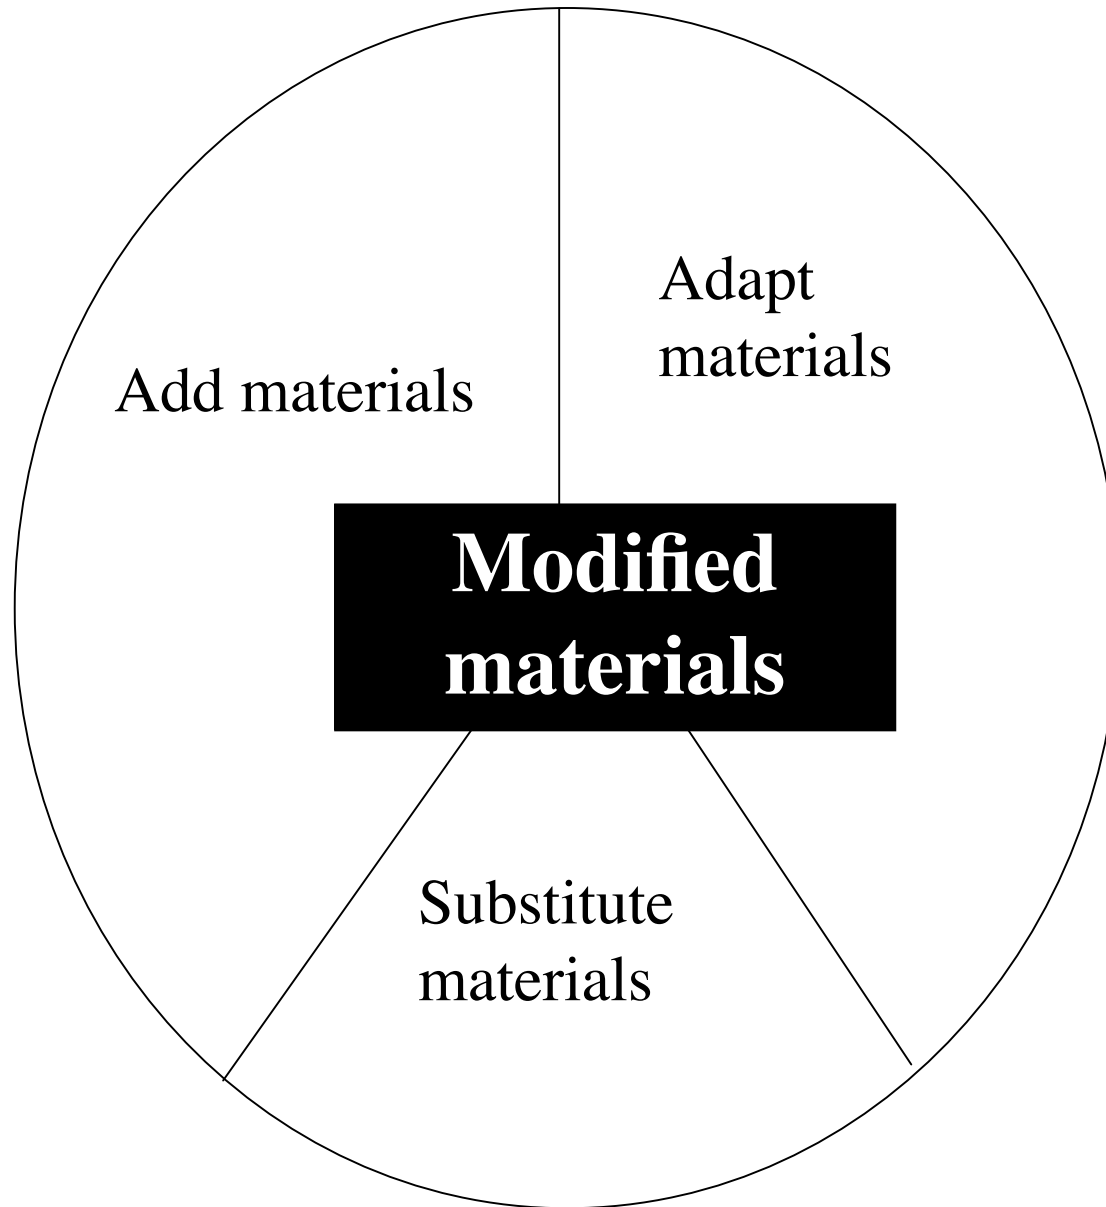 Adapt
materials
Add materials
Modified
materials
Substitute
materials